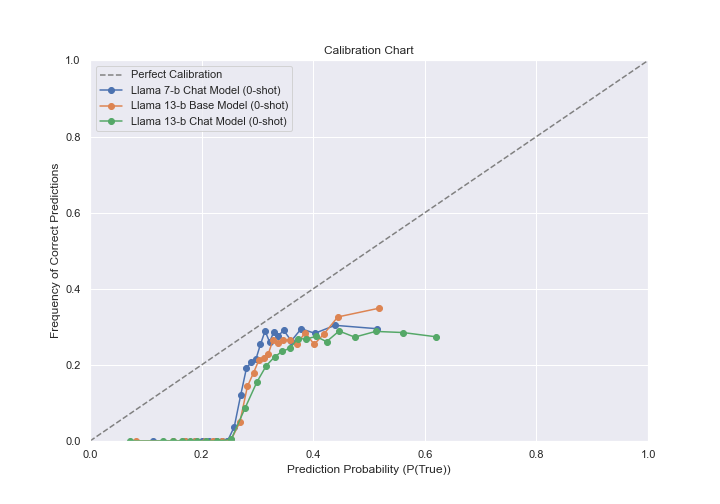 Calibration Chart
Perfect Calibration
Llama 7-b Chat Model (0-shot)
Llama 13-b Base Model (0-shot)
Llama 13-b Chat Model (0-shot)
Frequency of Correct Predictions
1.0
0.8
0.6
0.4
0.2
0.0
0.0 0.2 0.4 0.6 0.8 1.0
Prediction Probability (P(True))